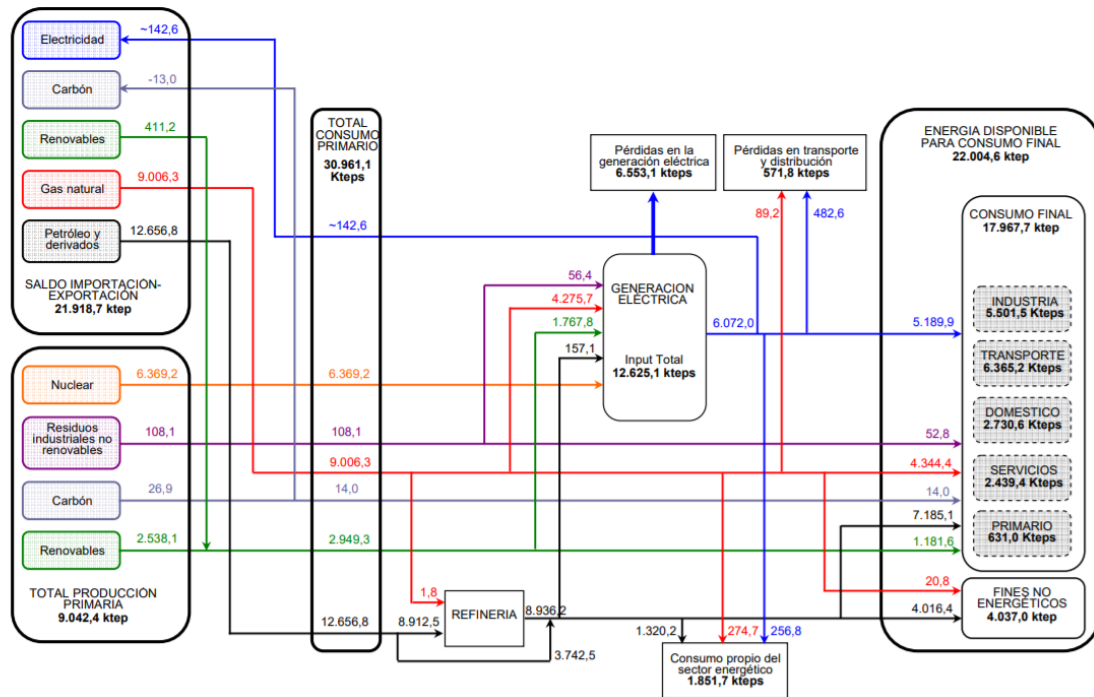 Electricidad
~142,6
Carbón
-13,0
Renovables
411,2
Gas natural
9.006,3
Petróleo y
derivados
12.656,8
SALDO IMPORTACIÓN-
EXPORTACIÓN
21.918,7 ktep
Nuclear
6.369,2
Residuos
industriales no
renovables
108,1
Carbón
26,9
Renovables
2.538,1
TOTAL PRODUCCIÓN
PRIMARIA
9.042,4 ktep
TOTAL
CONSUMO
PRIMARIO
30.961,1
Kteps
~142,6
6.369,2
108,1
9.006,3
14,0
2.949,3
12.656,8
8.912,5
3.742,5
1,8
REFINERIA
8.936,2
Pérdidas en la
generación eléctrica
6.553,1 kteps
Pérdidas en transporte
y distribución
571,8 kteps
89,2
482,6
56,4
4.275,7
1.767,8
157,1
GENERACION
ELÉCTRICA
Input Total
12.625,1 kteps
6.072,0
1.320,2
274,7
256,8
Consumo propio del
sector energético
1.851,7 kteps
ENERGIA DISPONIBLE
PARA CONSUMO FINAL
22.004,6 ktep
CONSUMO FINAL
17.967,7 ktep
5.189,9
52,8
4.344,4
14,0
7.185,1
1.181,6
20,8
4.016,4
INDUSTRIA
5.501,5 Kteps
TRANSPORTE
6.365,2 Kteps
DOMESTICO
2.730,6 Kteps
SERVICIOS
2.439,4 Kteps
PRIMARIO
631,0 Kteps
FINES NO
ENERGÉTICOS
4.037,0 ktep